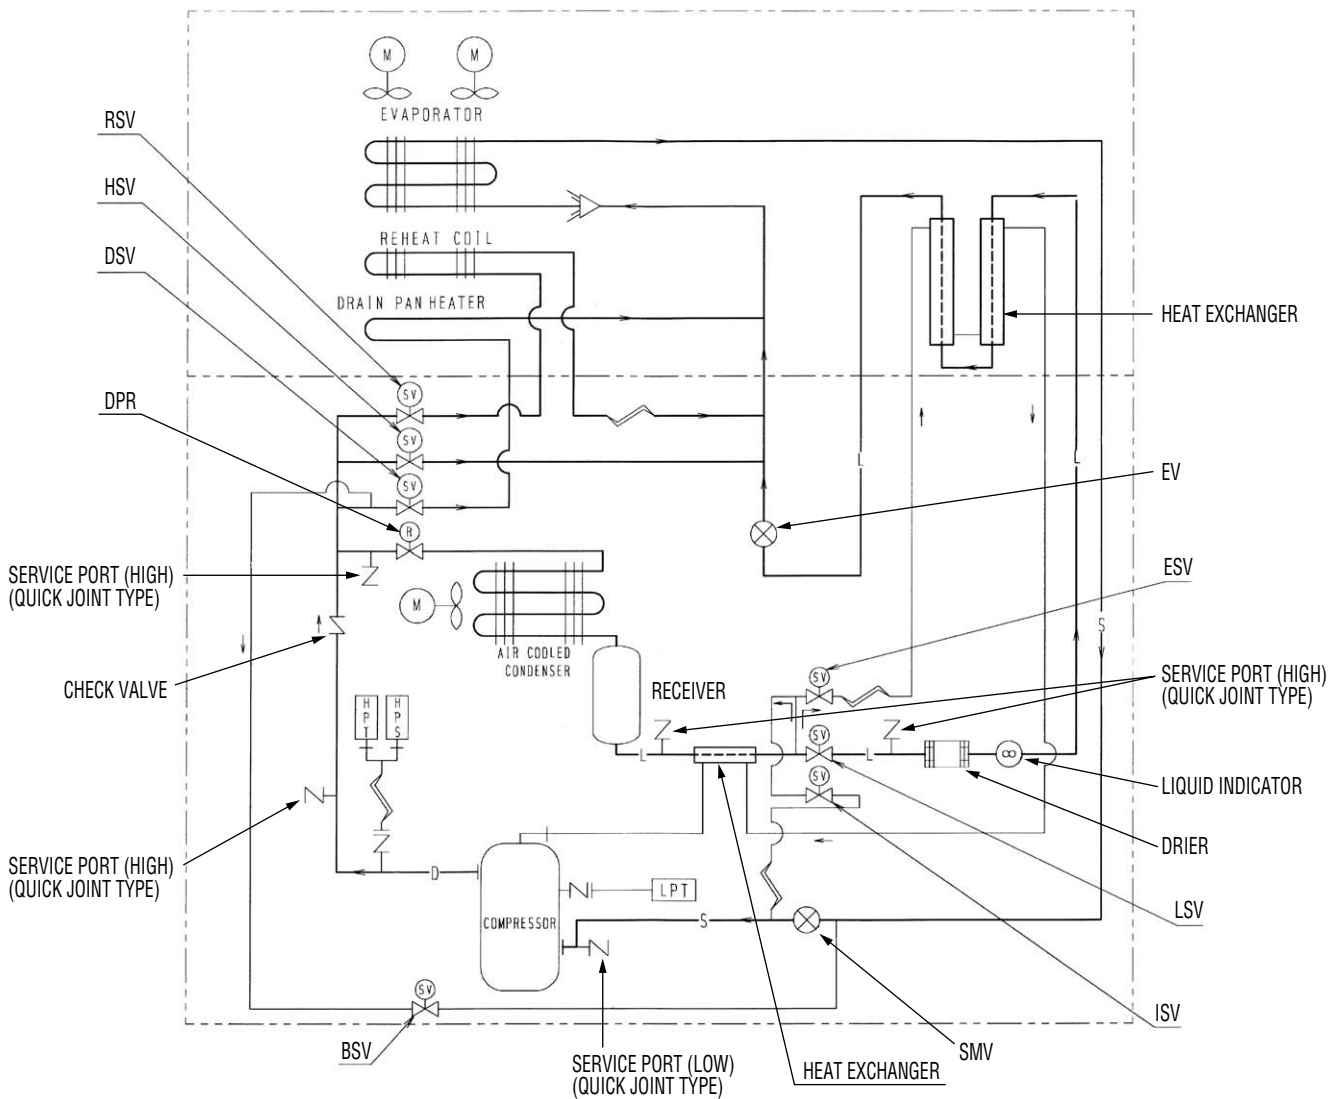 M
M
EVAPORATOR
RSV
HSV
REHEAT COIL
DSV
DRAIN PAN HEATER
HEAT EXCHANGER
SV
DPR
SV
L
L
EV
SV
R
SERVICE PORT (HIGH)
(QUICK JOINT TYPE)
ESV
M
S
AIR COOLED
CONDENSER
SV
SERVICE PORT (HIGH)
(QUICK JOINT TYPE)
CHECK VALVE
RECEIVER
HPT
HPS
SV
L
L
SV
LIQUID INDICATOR
SERVICE PORT (HIGH)
(QUICK JOINT TYPE)
DRIER
D
LPT
COMPRESSOR
S
LSV
SV
ISV
BSV
SERVICE PORT (LOW)
(QUICK JOINT TYPE)
HEAT EXCHANGER
SMV